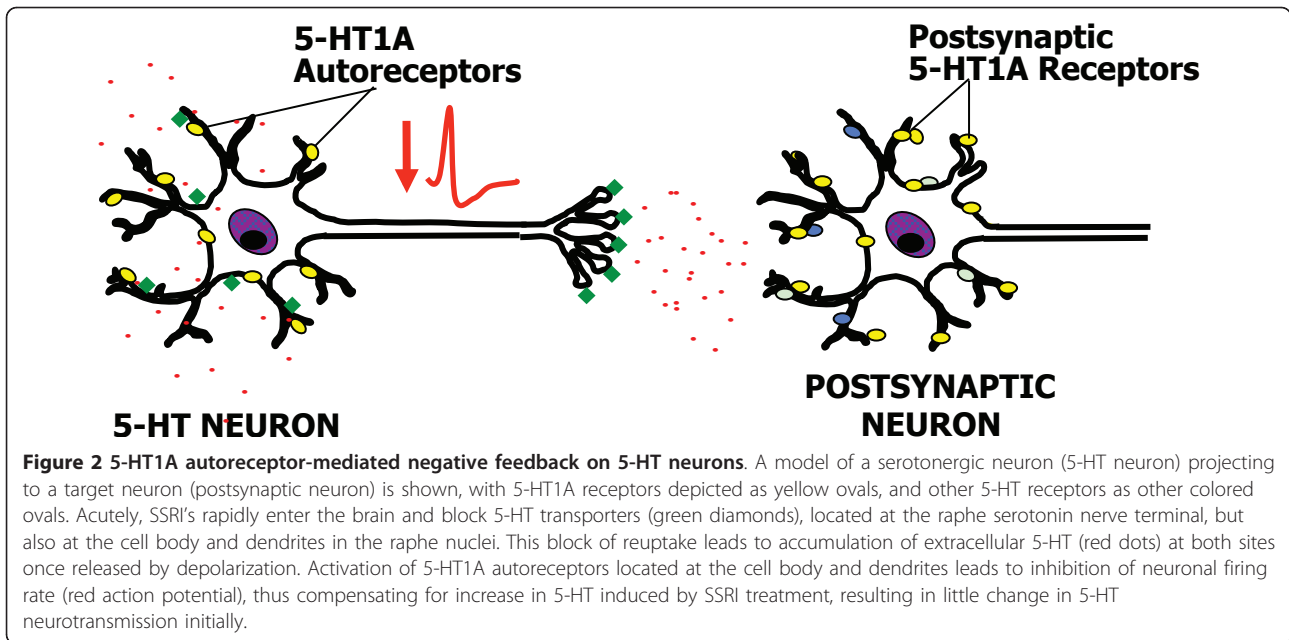 5-HT1A
Autoreceptors
Postsynaptic
5-HT1A Receptors
5-HT NEURON
POSTSYNAPTIC
NEURON
Figure 2 5-HT1A autoreceptor-mediated negative feedback on 5-HT neurons. A model of a serotonergic neuron (5-HT neuron) projecting
to a target neuron (postsynaptic neuron) is shown, with 5-HT1A receptors depicted as yellow ovals, and other 5-HT receptors as other colored
ovals. Acutely, SSRI's rapidly enter the brain and block 5-HT transporters (green diamonds), located at the raphe serotonin nerve terminal, but
also at the cell body and dendrites in the raphe nuclei. This block of reuptake leads to accumulation of extracellular 5-HT (red dots) at both sites
once released by depolarization. Activation of 5-HT1A autoreceptors located at the cell body and dendrites leads to inhibition of neuronal firing
rate (red action potential), thus compensating for increase in 5-HT induced by SSRI treatment, resulting in little change in 5-HT
neurotransmission initially.